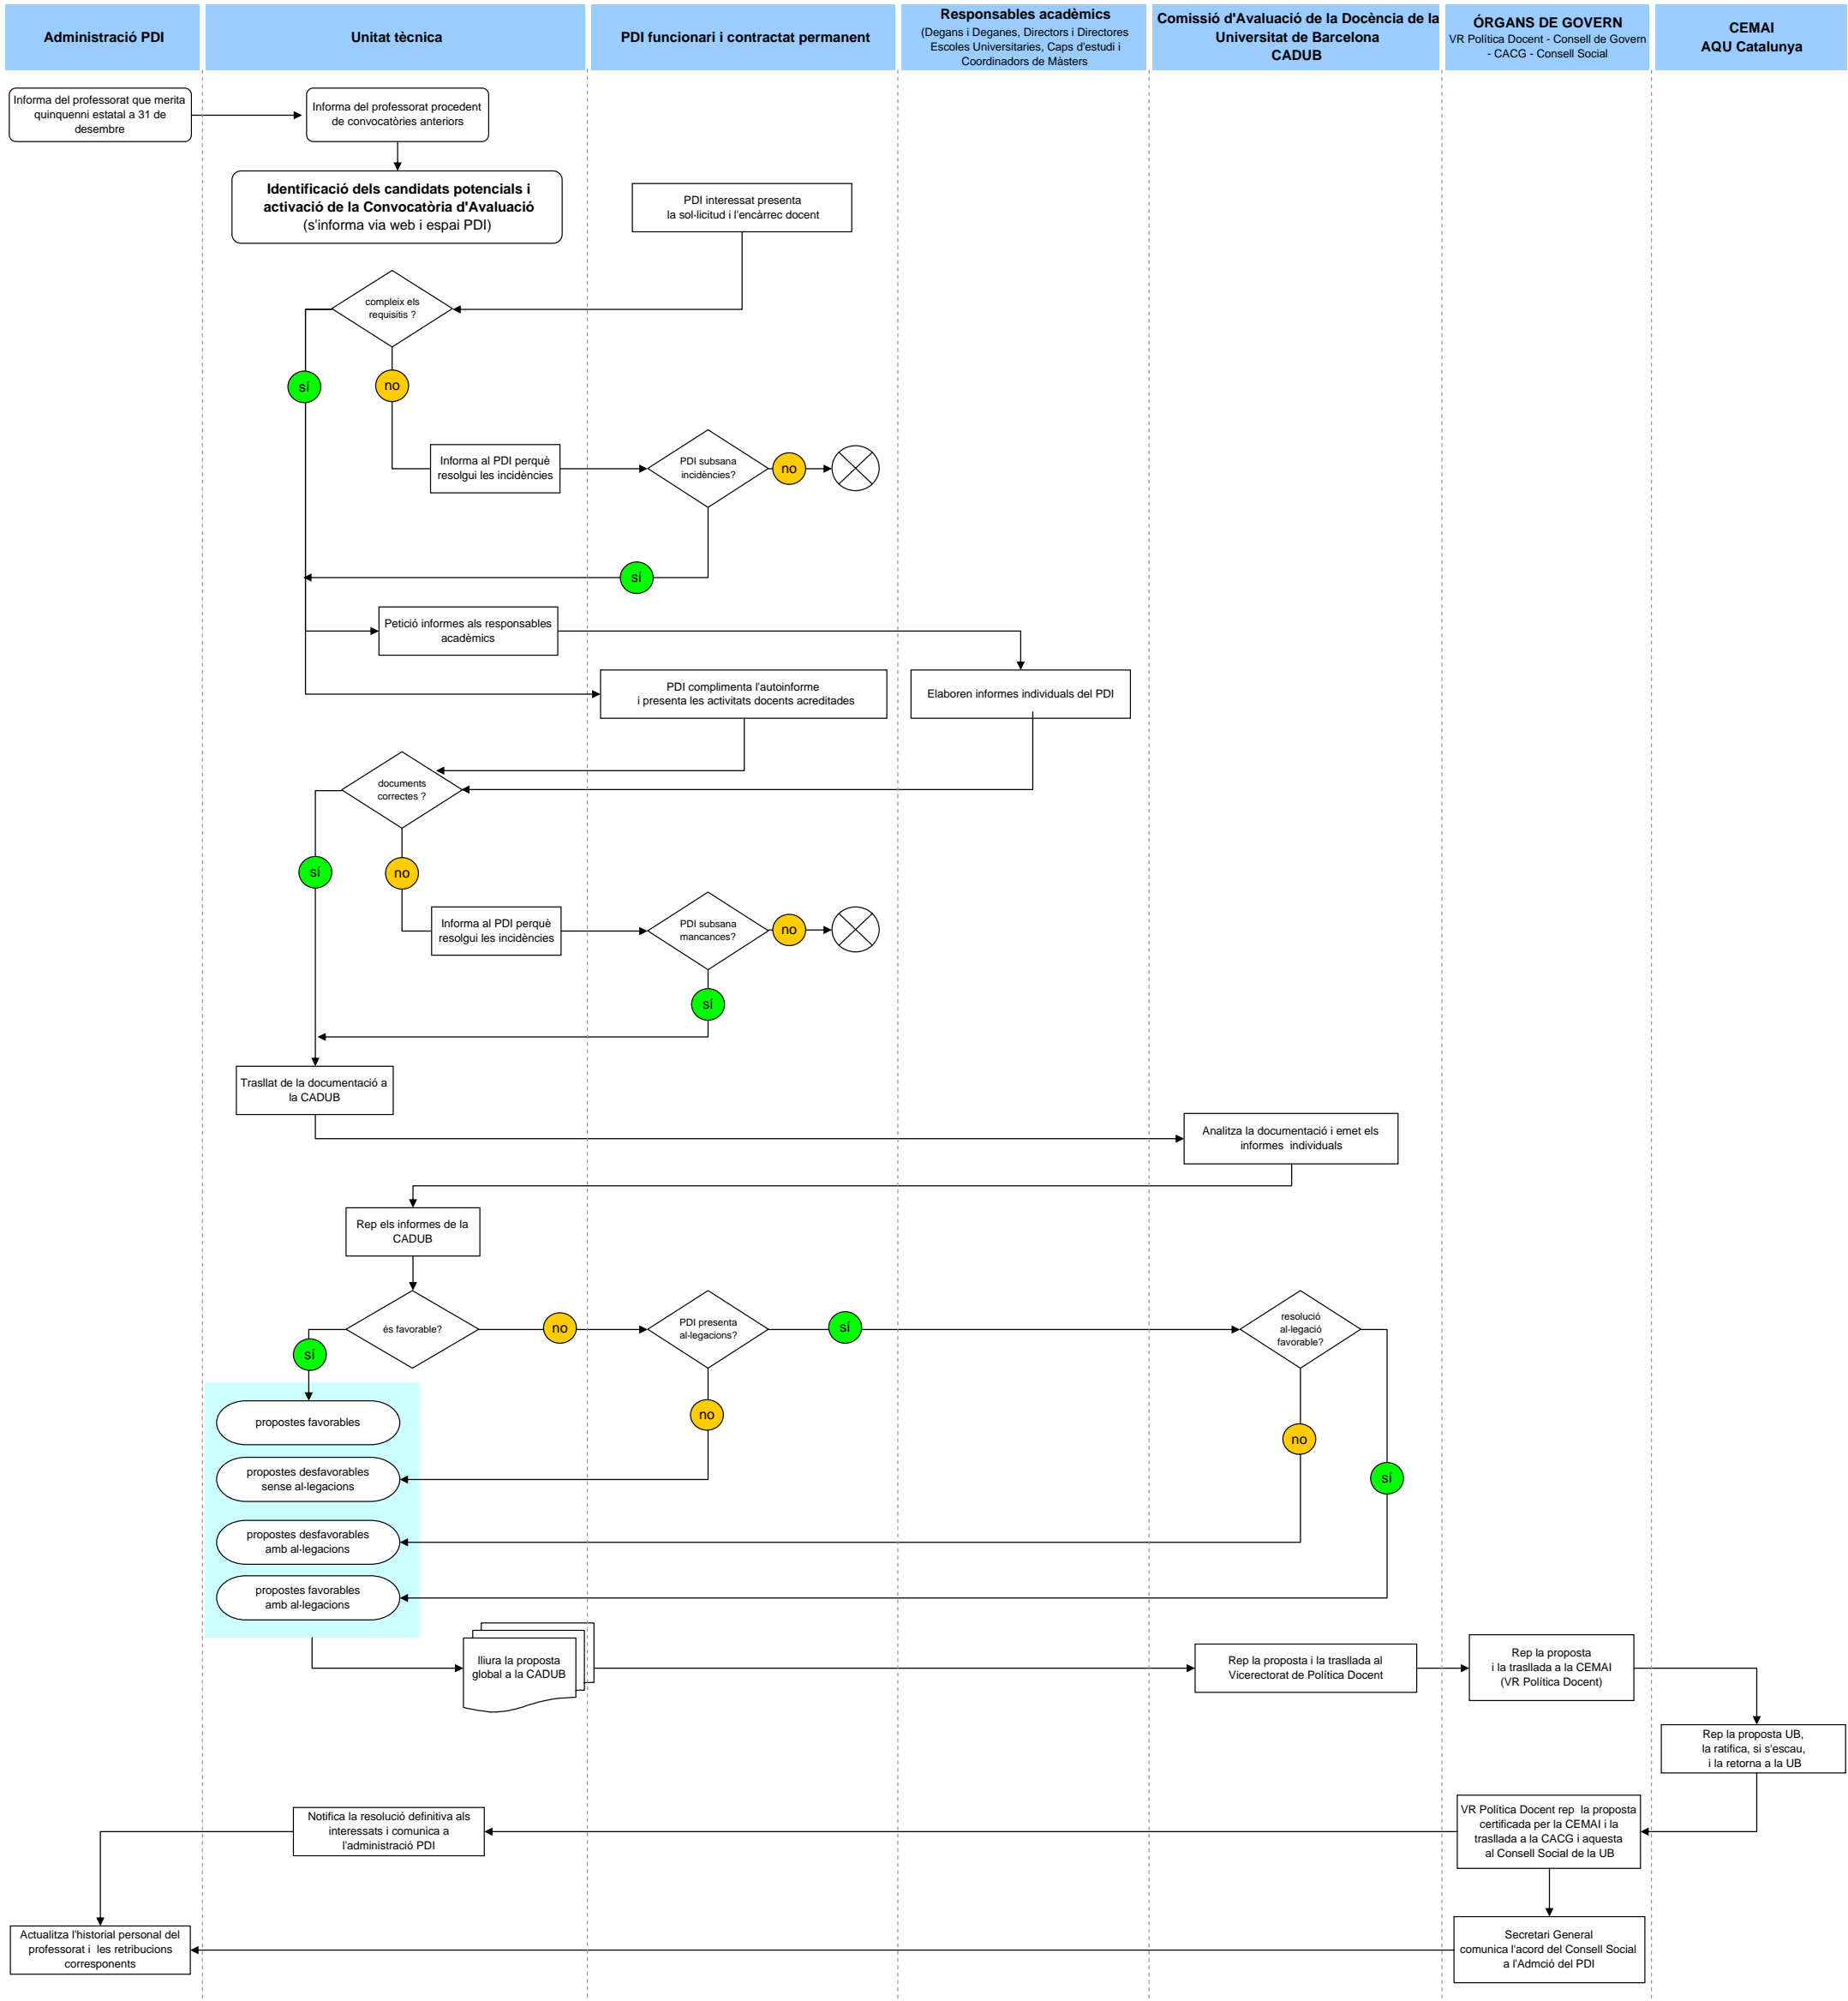 Administració PDI
Unitat tècnica
PDI funcionari i contractat permanent
Responsables acadèmics
(Degans i Deganes, Directors i Directores
Escoles Universitaries, Caps d'estudi i
Coordinadors de Màsters
Comissió d'Avaluació de la Docència de la
Universitat de Barcelona
CADUB
ÓRGANS DE GOVERN
VR Política Docent - Consell de Govern
- CACG - Consell Social
CEMAI
AQU Catalunya
Informa del professorat que merita
quinquenni estatal a 31 de
desembre
Informa del professorat procedent
de convocatòries anteriors
Identificació dels candidats potencials i
activació de la Convocatòria d'Avaluació
(s'informa via web i espai PDI)
PDI interessat presenta
la sol·licitud i l'encàrrec docent
compleix els
requisitis ?
sí
no
Informa al PDI perquè
resolgui les incidències
PDI subsana
incidències?
no
sí
Petició informes als responsables
acadèmics
PDI complimenta l'autoinforme
i presenta les activitats docents acreditades
Elaboren informes individuals del PDI
documents
correctes ?
sí
no
Informa al PDI perquè
resolgui les incidències
PDI subsana
mancances?
no
sí
Trasllat de la documentació a
la CADUB
Analitza la documentació i emet els
informes individuals
Rep els informes de la
CADUB
és favorable?
no
PDI presenta
al·legacions?
sí
resolució
al·legació
favorable?
si
propostes favorables
no
no
propostes desfavorables
sense al·legacions
sí
propostes desfavorables
amb al·legacions
propostes favorables
amb al·legacions
lliura la proposta
global a la CADUB
Rep la proposta i la trasllada al
Vicerectorat de Política Docent
Rep la proposta
i la trasllada a la CEMAI
(VR Política Docent)
Rep la proposta UB,
la ratifica, si s'escau,
i la retorna a la UB
Notifica la resolució definitiva als
interessats i comunica a
l'administració PDI
VR Política Docent rep la proposta
certificada per la CEMAI i la
trasllada a la CACG i aquesta
al Consell Social de la UB
Actualitza l'historial personal del
professorat i les retribucions
corresponents
Secretari General
comunica l'acord del Consell Social
a l'Admció del PDI